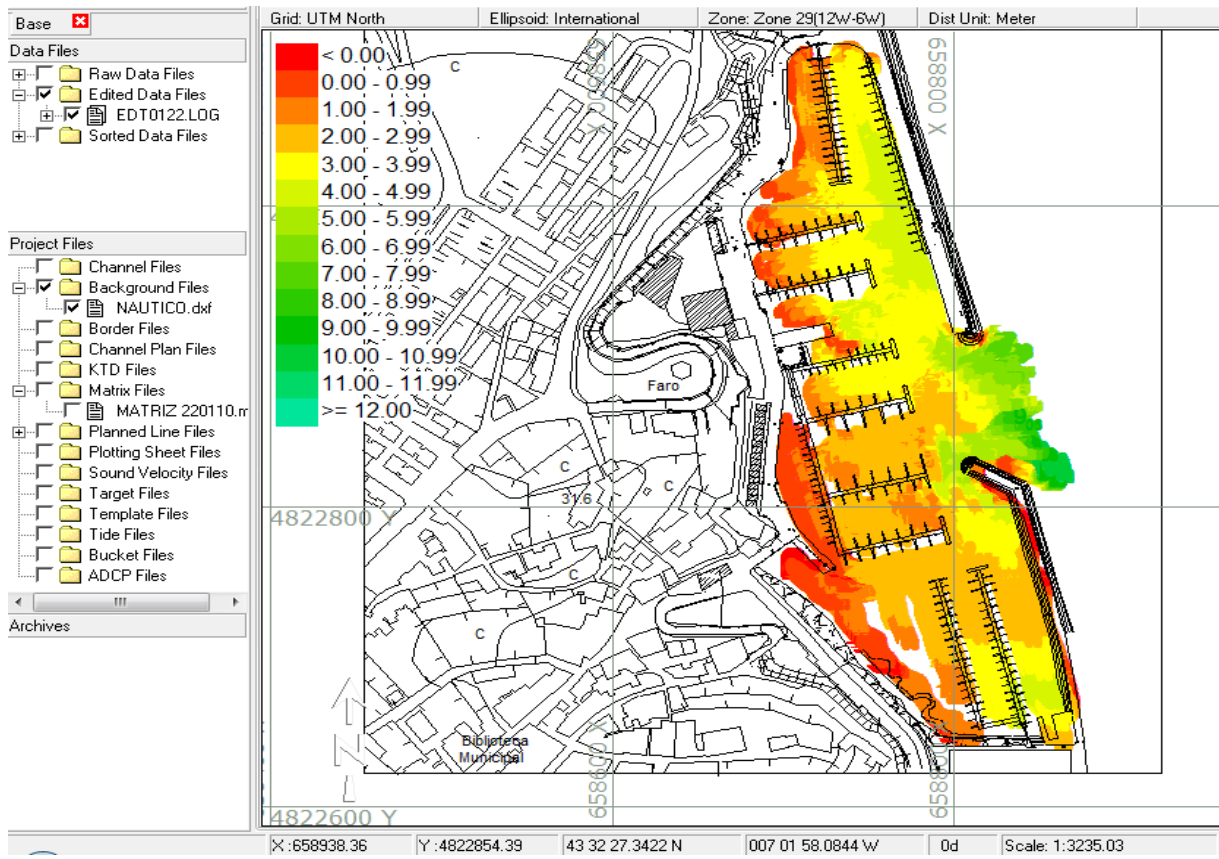 Base
Data Files
Raw Data Files
Edited Data Files
EDT0122.LOG
Sorted Data Files
Project Files
Channel Files
Background Files
NAUTICO.dxf
Border Files
Channel Plan Files
KTD Files
Matrix Files
MATRIZ 220110.m
Planned Line Files
Plotting Sheet Files
Sound Velocity Files
Target Files
Template Files
Tide Files
Bucket Files
ADCP Files
Archives
Grid: UTM North Ellipsoid: International Zone: Zone 29(12W-6W) Dist Unit: Meter
< 0.00
0.00 - 0.99
1.00 - 1.99
2.00 - 2.99
3.00 - 3.99
4.00 - 4.99
5.00 - 5.99
6.00 - 6.99
7.00 - 7.99
8.00 - 8.99
9.00 - 9.99
10.00 - 10.99
11.00 - 11.99
>= 12.00
C
658600 X
658800 X
Faro
C
C
31.6
4822800 Y
C
C
N
Biblioteca
Municipal
658600 X
658800 X
4822600 Y
X :658938.36 Y :4822854.39 43 32 27.3422 N 007 01 58.0844 W 0d Scale: 1:3235.03